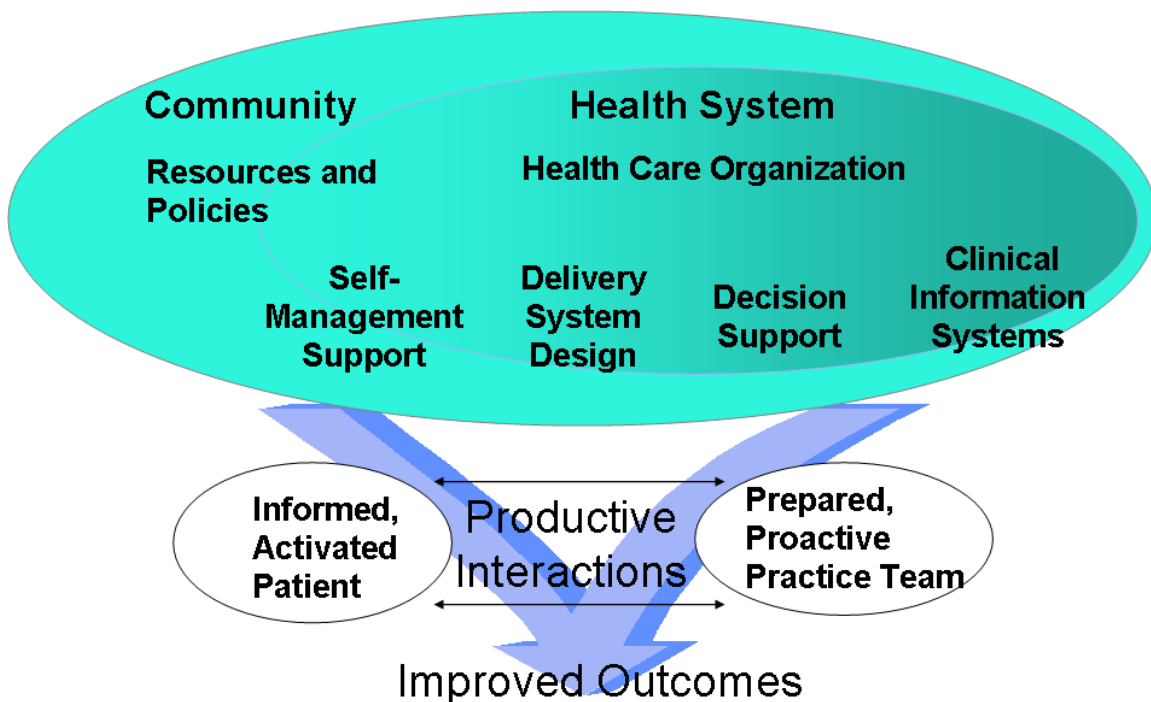 Community
Health System
Resources and
Policies
Health Care Organization
Self-
Management
Support
Delivery
System
Design
Decision
Support
Clinical
Information
Systems
Informed,
Activated
Patient
Productive
Interactions
Prepared,
Proactive
Practice Team
Improved Outcomes